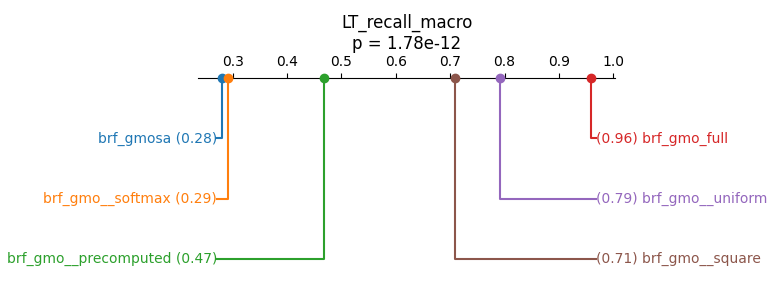 LT_recall_macro
p = 1.78e-12
0.3 0.4 0.5 0.6 0.7 0.8 0.9 1.0
brf_gmosa (0.28)
(0.96) brf_gmo_full
brf_gmo__softmax (0.29)
(0.79) brf_gmo__uniform
brf_gmo__precomputed (0.47)
(0.71) brf_gmo__square